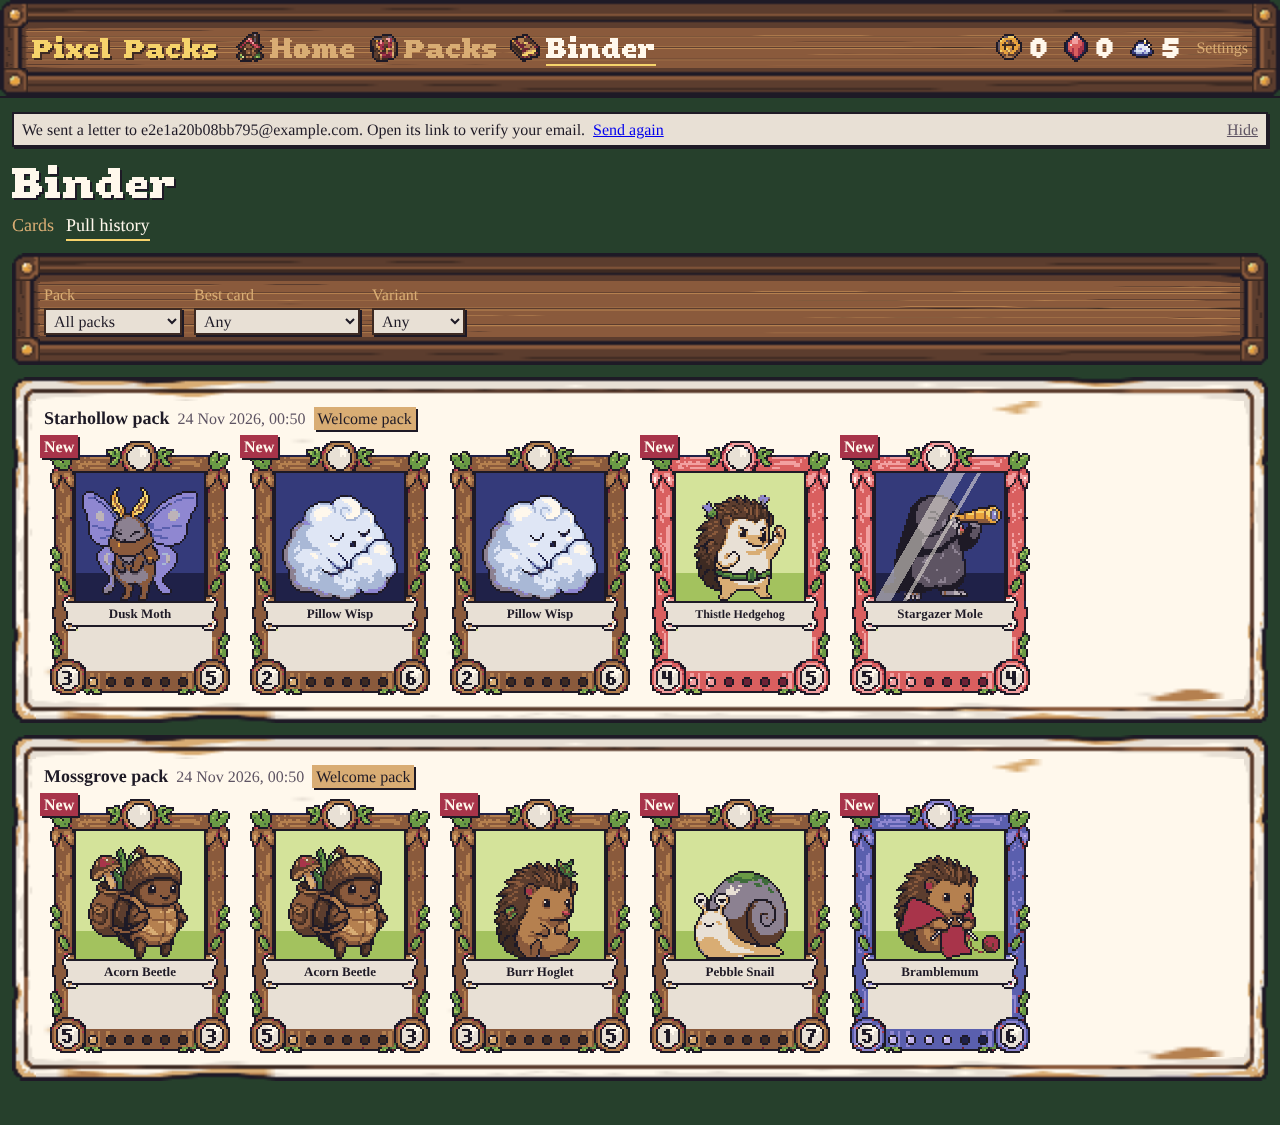 Pixel Packs Home Packs Binder 0 0 5 Settings
We sent a letter to e2e1a20b08bb795@example.com. Open its link to verify your email. Send again Hide
Binder
Cards Pull history
Pack Best card Variant
All packs Any Any
Starhollow pack 24 Nov 2026, 00:50 Welcome pack
New New New New
Dusk Moth Pillow Wisp Pillow Wisp Thistle Hedgehog Stargazer Mole
3 5 2 6 2 6 4 5 5 4
Mossgrove pack 24 Nov 2026, 00:50 Welcome pack
New New New New
Acorn Beetle Acorn Beetle Burr Hoglet Pebble Snail Bramblemum
5 3 5 3 3 5 1 7 5 6